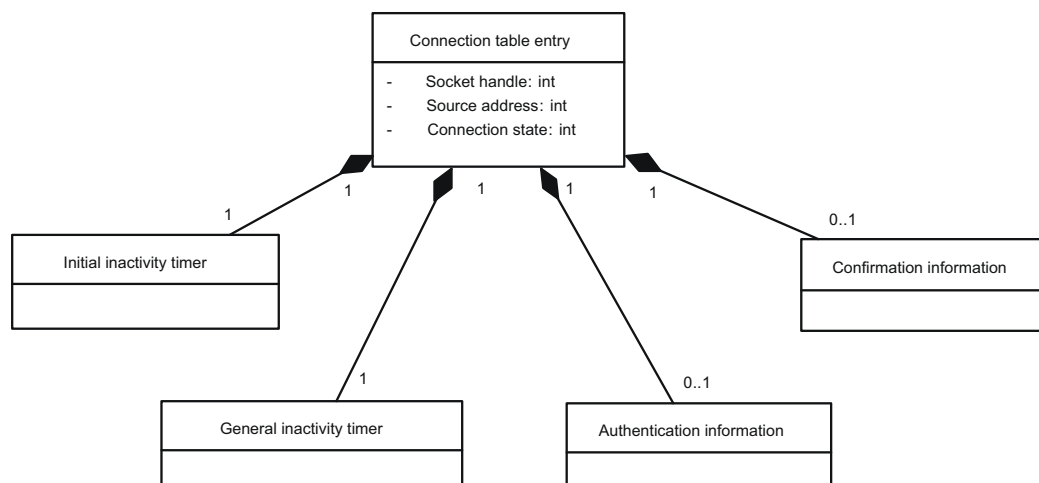 Connection table entry
- Socket handle: int
- Source address: int
- Connection state: int
1
1
1
1
1
0..1
Initial inactivity timer
Confirmation information
1
0..1
General inactivity timer
Authentication information